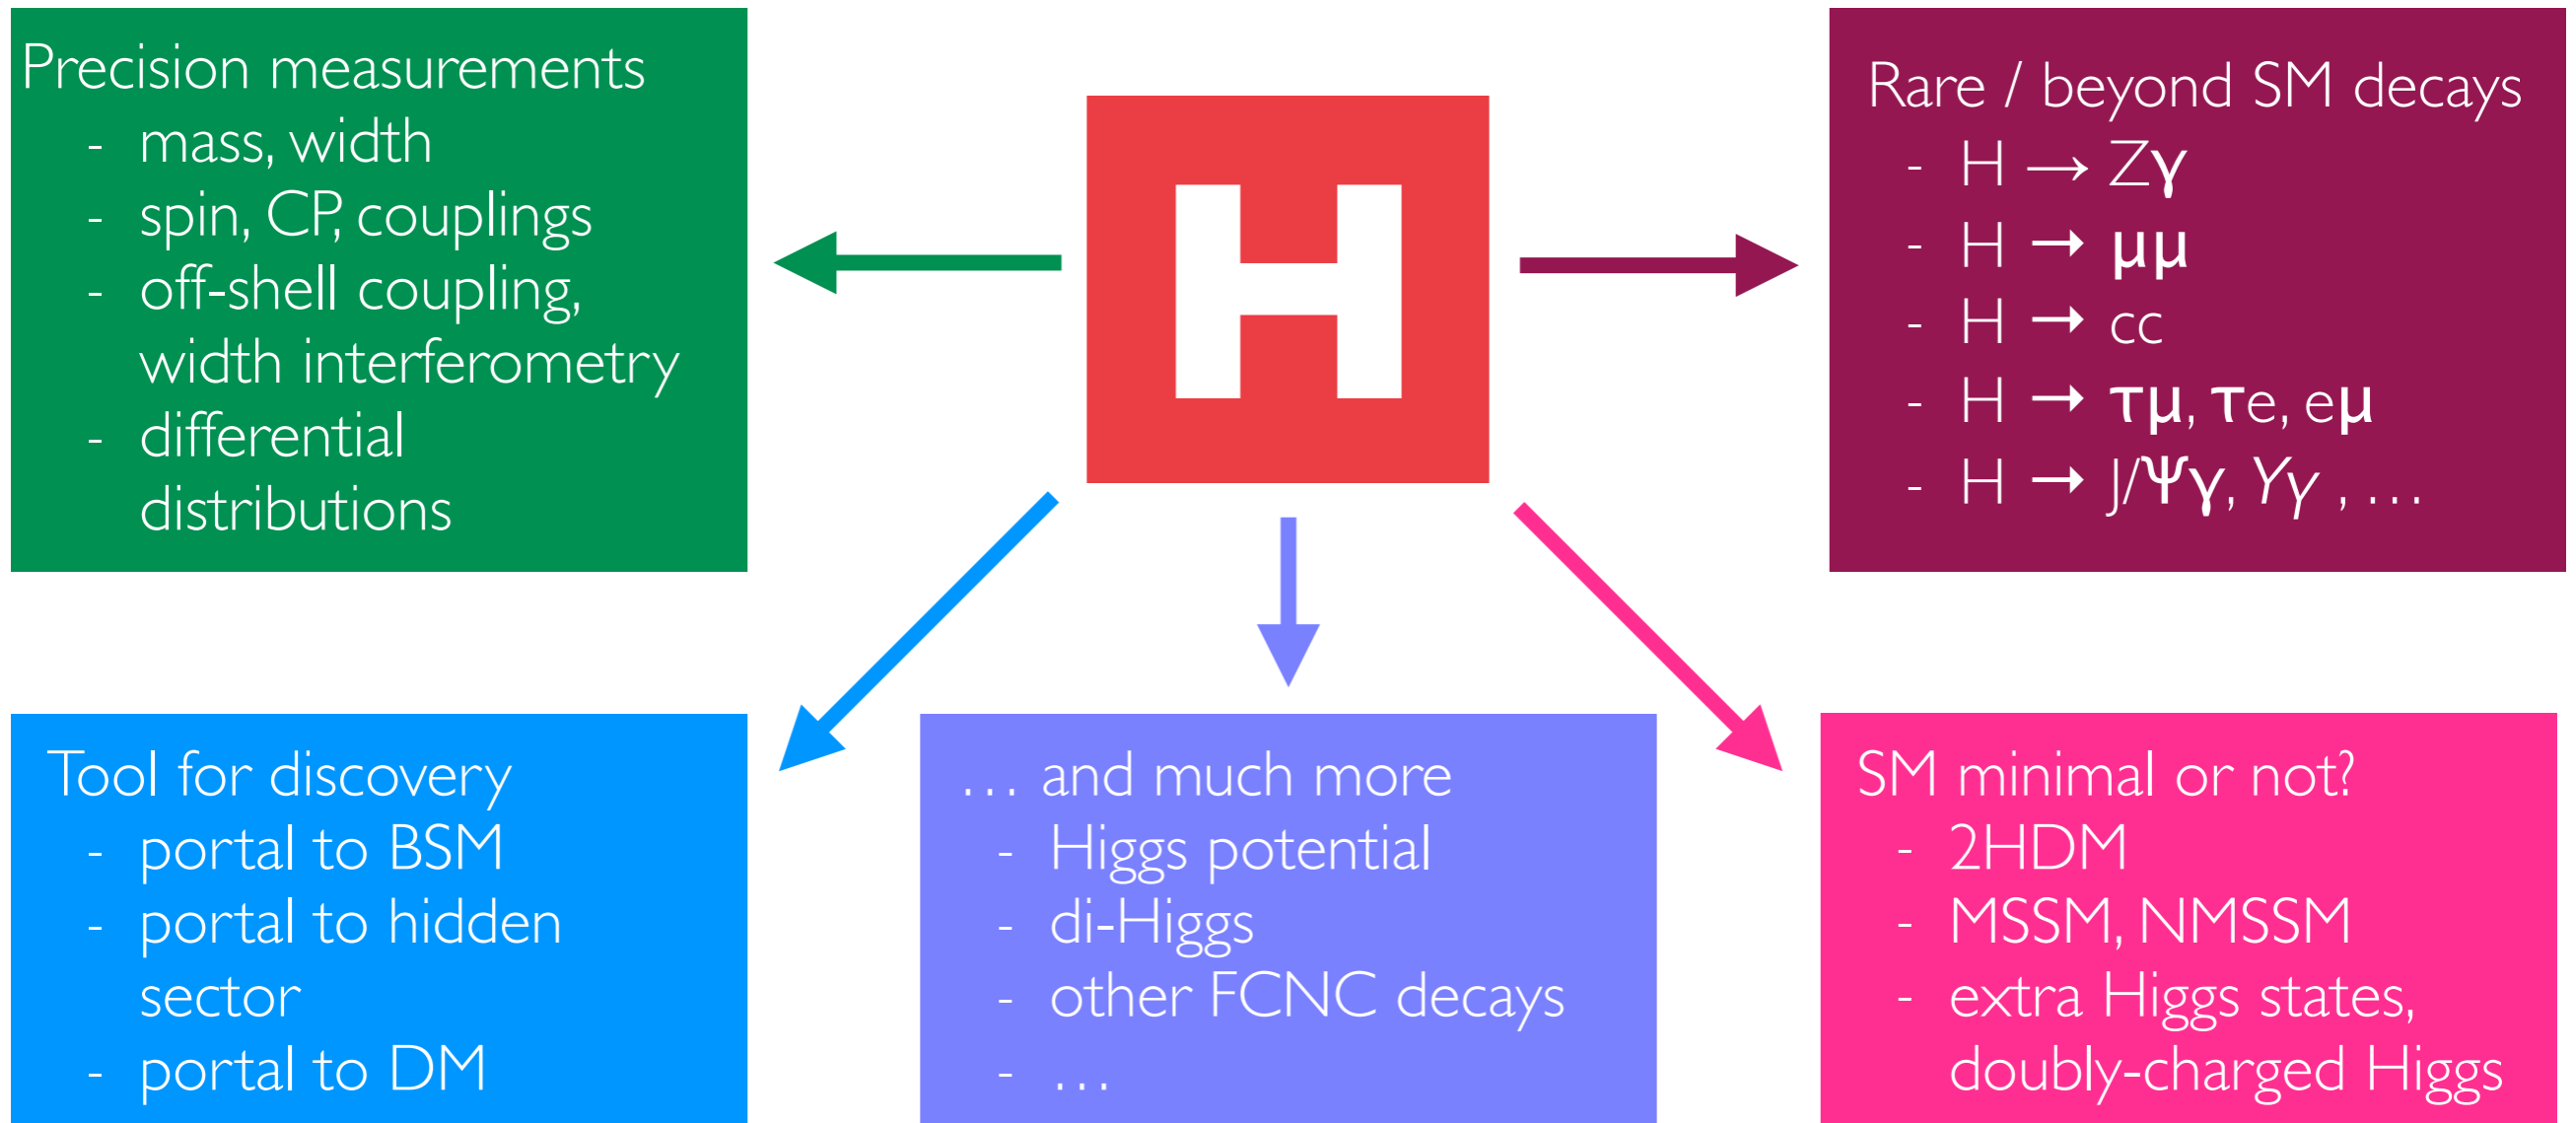 Precision measurements
- mass, width
- spin, CP, couplings
- off-shell coupling,
width interferometry
- differential
distributions
H
Rare / beyond SM decays
- H → Zγ
- H → μμ
- H → cc
- H → τμ, τe, eμ
- H → J/Ψγ, Υγ , …
Tool for discovery
- portal to BSM
- portal to hidden
sector
- portal to DM
… and much more
- Higgs potential
- di-Higgs
- other FCNC decays
- …
SM minimal or not?
- 2HDM
- MSSM, NMSSM
- extra Higgs states,
doubly-charged Higgs